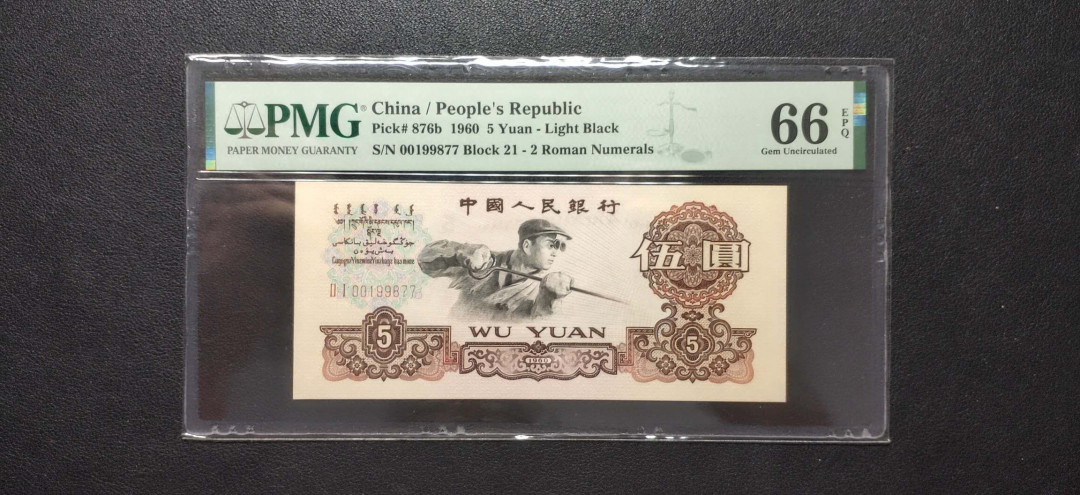 PMG
PAPER MONEY GUARANTY
China / People's Republic
Pick# 876b 1960 5 Yuan - Light Black
S/N 00199877 Block 21 - 2 Roman Numerals
66
EPQ
Gem Uncirculated
中國人民銀行
伍圓
II I 00199877
WU YUAN
5
1960
5